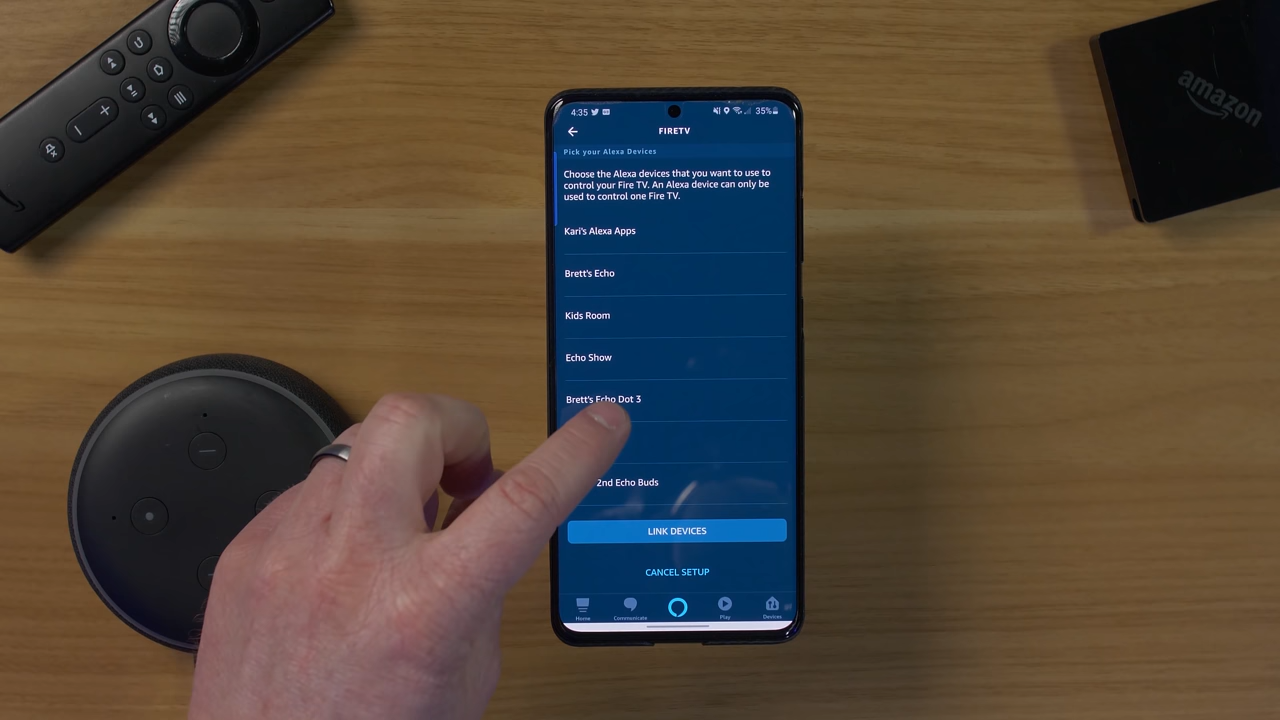 4:35
35%
FIRETV
Pick your Alexa Devices
Choose the Alexa devices that you want to use to
control your Fire TV. An Alexa device can only be
used to control one Fire TV.
Kari's Alexa Apps
Brett's Echo
Kids Room
Echo Show
Brett's Echo Dot 3
2nd Echo Buds
LINK DEVICES
CANCEL SETUP
Home
Communicate
Play
Devices
amazon